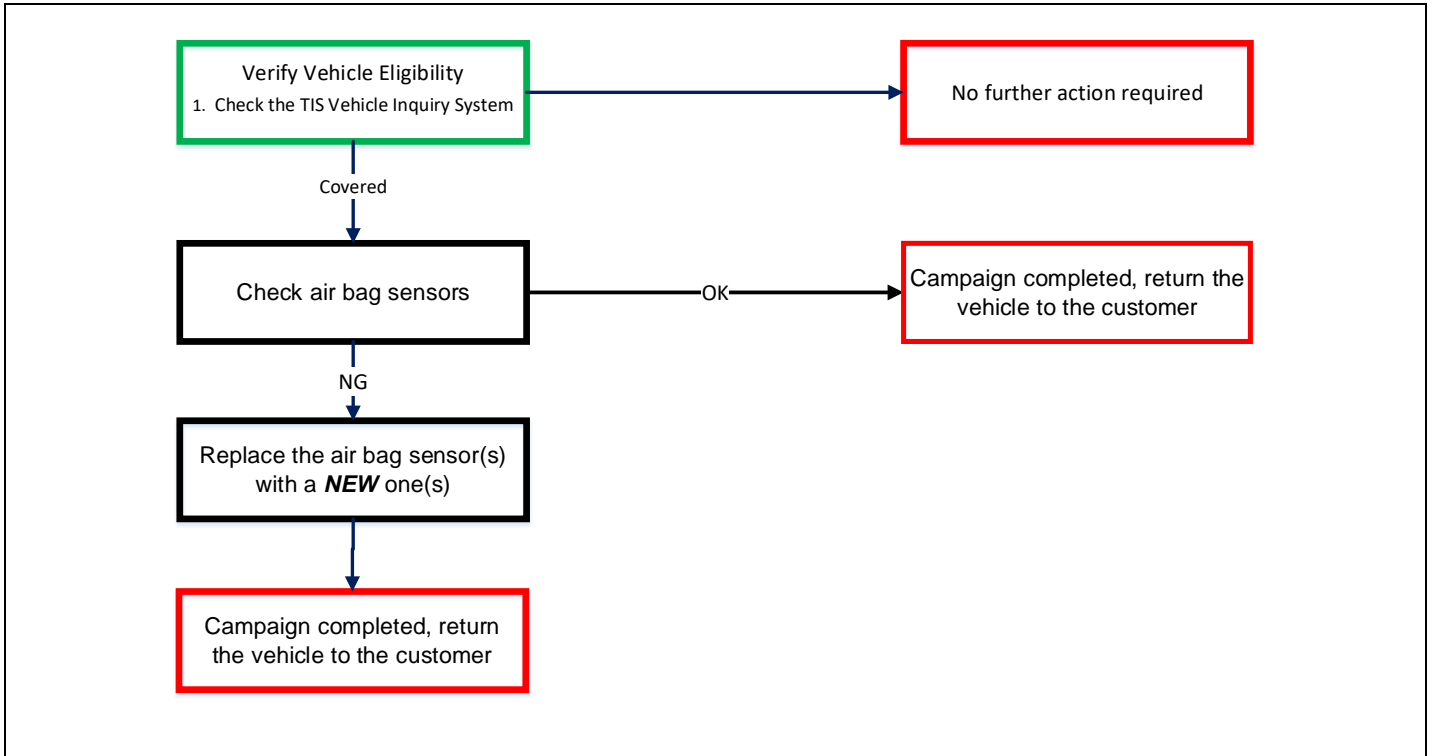 Verify Vehicle Eligibility
1. Check the TIS Vehicle Inquiry System
No further action required
Covered
Check air bag sensors
OK
Campaign completed, return the
vehicle to the customer
NG
Replace the air bag sensor(s)
with a NEW one(s)
Campaign completed, return
the vehicle to the customer